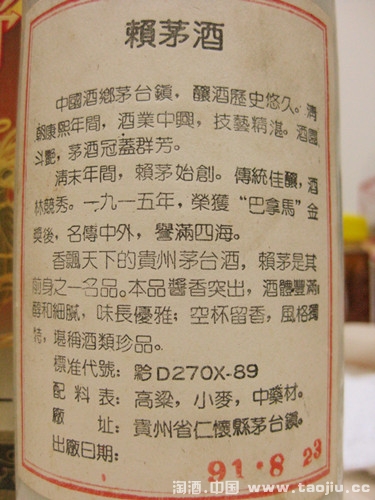 賴茅酒
中國酒鄉茅台鎮，釀酒歷史悠久。清
朝康熙年間，酒業中興，技藝精湛。酒壇
斗艷，茅酒冠蓋群芳。
清末年間，賴茅始創。傳統佳釀，酒
林競秀。一九一五年，榮獲“巴拿馬”金
獎後，名傳中外，譽滿四海。
香飄天下的貴州茅台酒，賴茅是其
前身之一名品。本品醬香突出，酒體豐滿
醇和細膩，味長優雅；空杯留香，風格獨
特，堪稱酒類珍品。
標准代號：黔D270X-89
配料表：高粱，小麥，中藥材。
廠址：貴州省仁懷縣茅台鎮。
出廠日期：
91·8 23
淘酒.中国 www.taojiu.cc